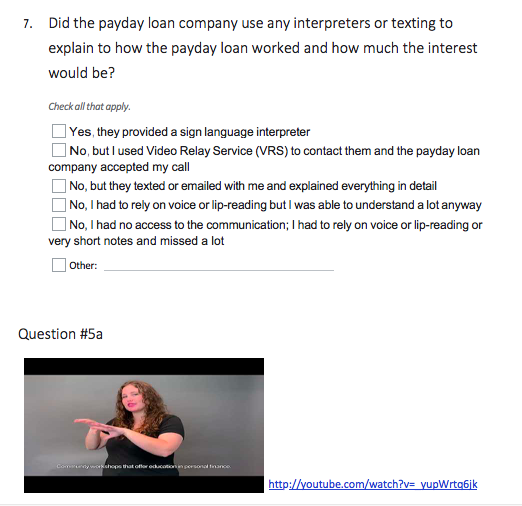 7. Did the payday loan company use any interpreters or texting to
explain to how the payday loan worked and how much the interest
would be?
Check all that apply.
Yes, they provided a sign language interpreter
No, but I used Video Relay Service (VRS) to contact them and the payday loan
company accepted my call
No, but they texted or emailed with me and explained everything in detail
No, I had to rely on voice or lip-reading but I was able to understand a lot anyway
No, I had no access to the communication; I had to rely on voice or lip-reading or
very short notes and missed a lot
Other:
Question #5a
Community workshops that offer education in personal finance.
http://youtube.com/watch?v=_yupWrtq6jk